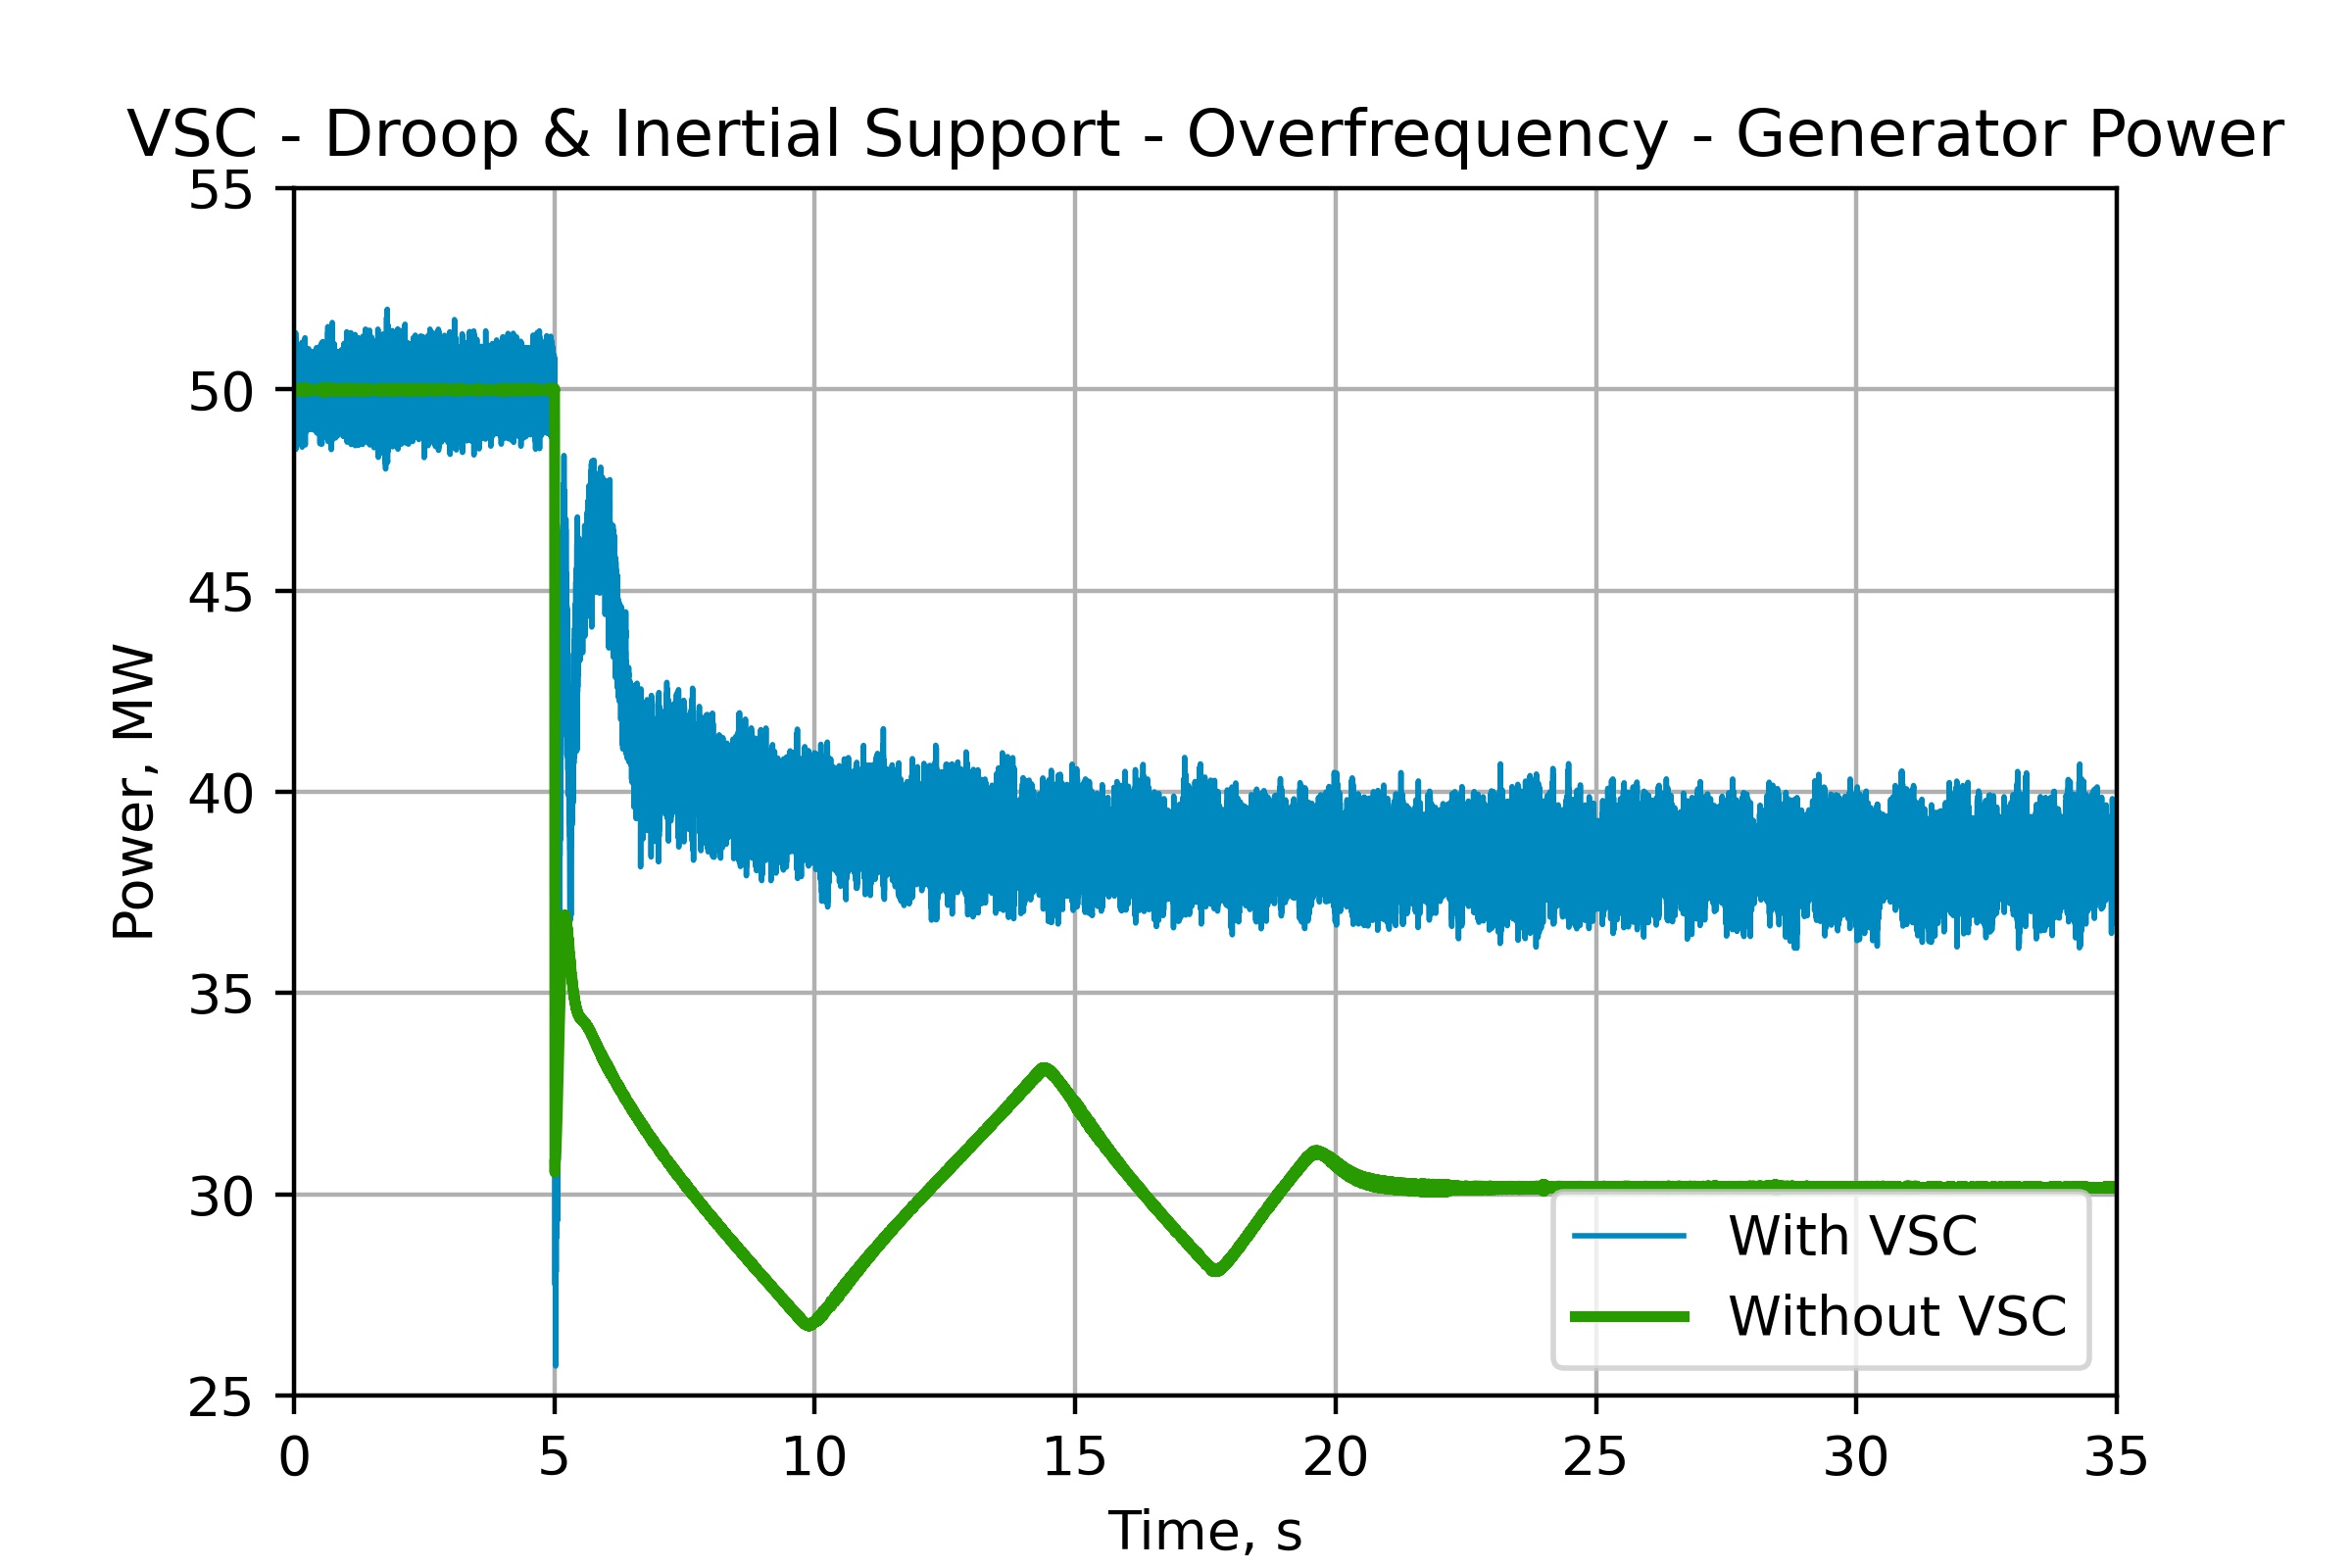 VSC - Droop & Inertial Support - Overfrequency - Generator Power
55
50
45
40
35
30
25
Power, MW
0 5 10 15 20 25 30 35
Time, s
With VSC
Without VSC